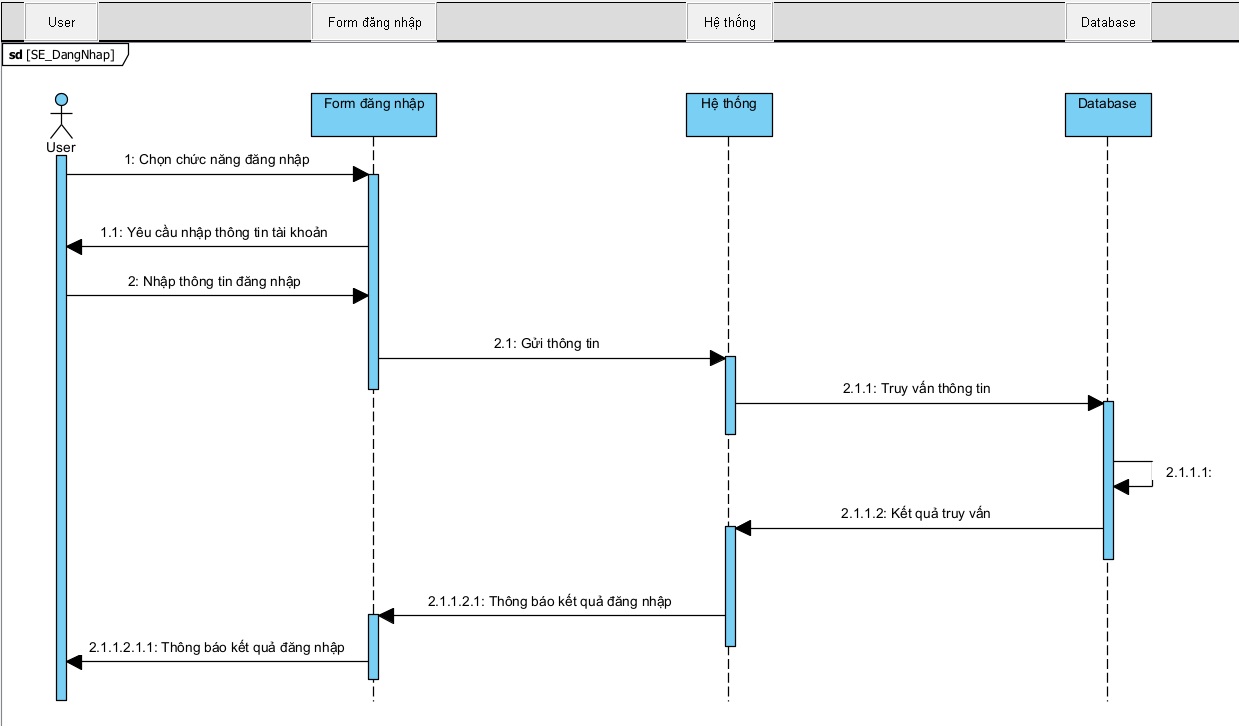 User
Form đăng nhập
Hệ thống
Database
sd [SE_DangNhap]
Form đăng nhập
Hệ thống
Database
User
1: Chọn chức năng đăng nhập
1.1: Yêu cầu nhập thông tin tài khoản
2: Nhập thông tin đăng nhập
2.1: Gửi thông tin
2.1.1: Truy vấn thông tin
2.1.1.1:
2.1.1.2: Kết quả truy vấn
2.1.1.2.1: Thông báo kết quả đăng nhập
2.1.1.2.1.1: Thông báo kết quả đăng nhập